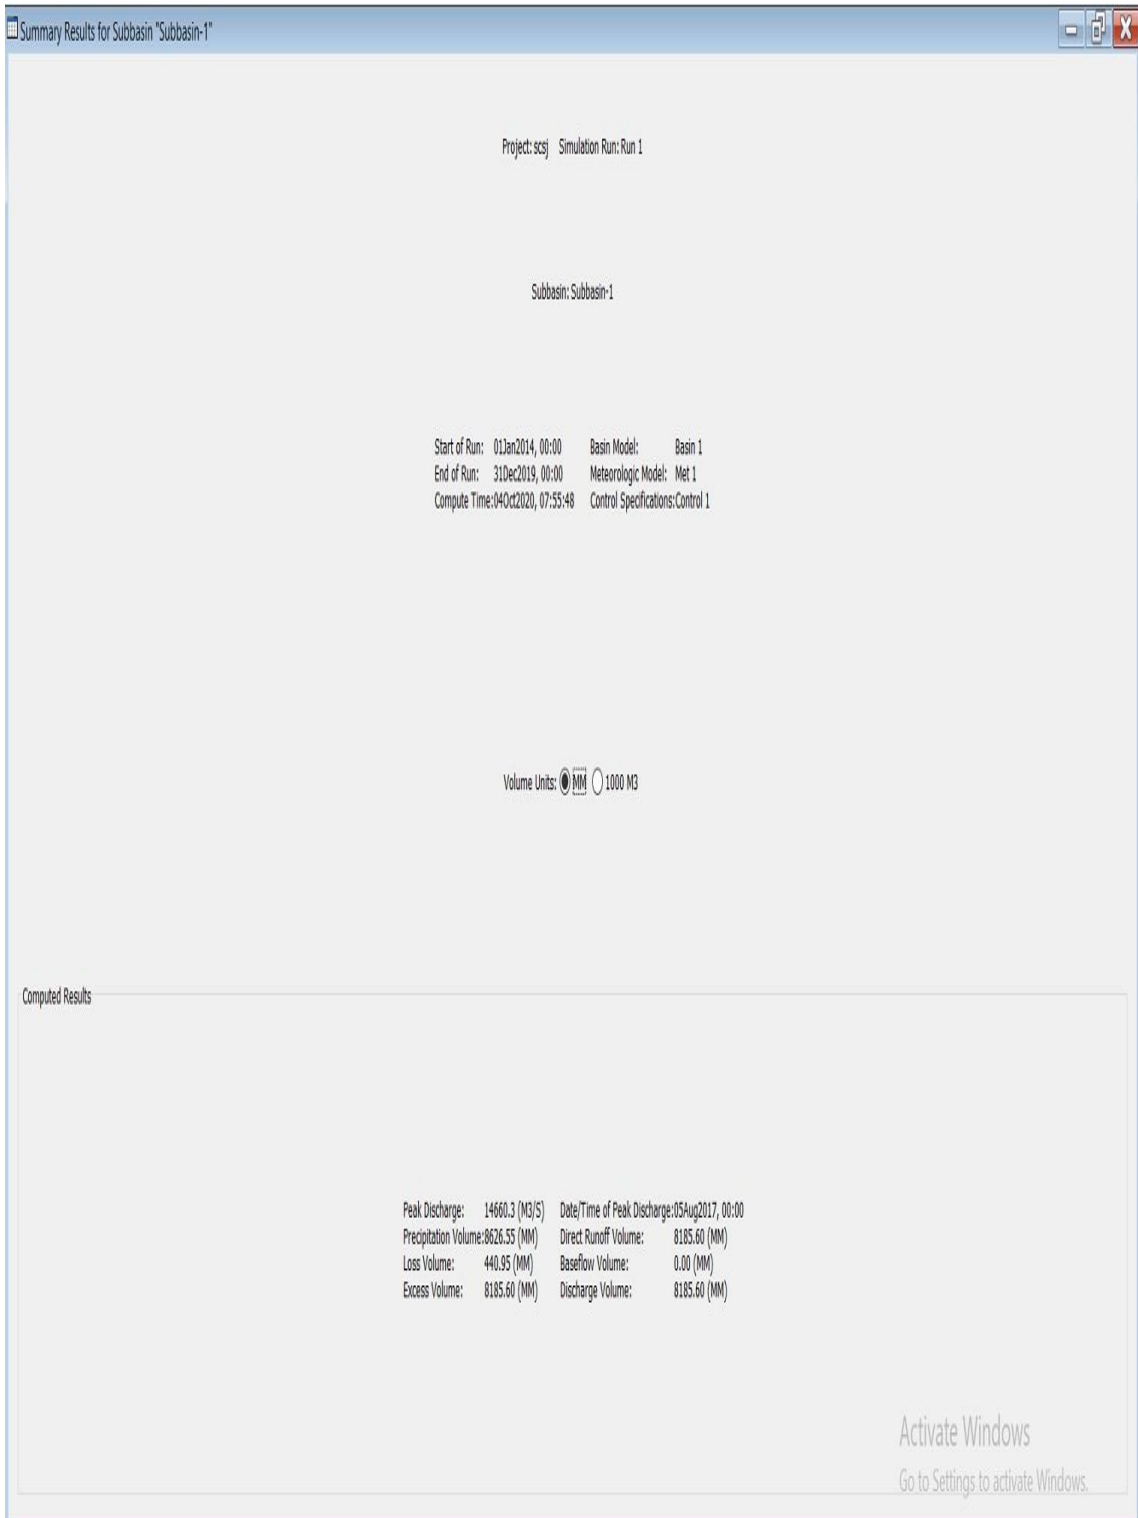 Summary Results for Subbasin "Subbasin-1"
Project: scsj Simulation Run: Run 1
Subbasin: Subbasin-1
Start of Run: 01Jan2014, 00:00 Basin Model: Basin 1
End of Run: 31Dec2019, 00:00 Meteorologic Model: Met 1
Compute Time:04Oct2020, 07:55:48 Control Specifications:Control 1
Volume Units: MM 1000 M3
Computed Results
Peak Discharge: 14660.3 (M3/S) Date/Time of Peak Discharge:05Aug2017, 00:00
Precipitation Volume:8626.55 (MM) Direct Runoff Volume: 8185.60 (MM)
Loss Volume: 440.95 (MM) Baseflow Volume: 0.00 (MM)
Excess Volume: 8185.60 (MM) Discharge Volume: 8185.60 (MM)
Activate Windows
Go to Settings to activate Windows.